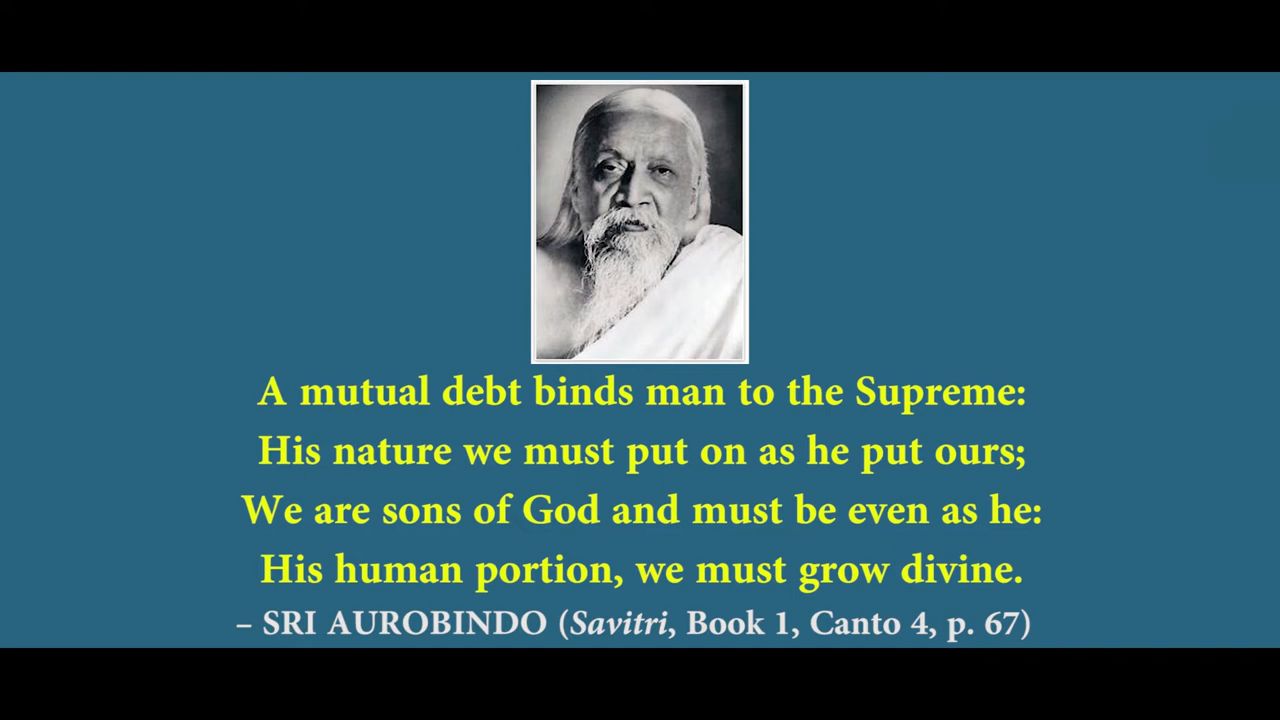 A mutual debt binds man to the Supreme:
His nature we must put on as he put ours;
We are sons of God and must be even as he:
His human portion, we must grow divine.
– SRI AUROBINDO (Savitri, Book 1, Canto 4, p. 67)